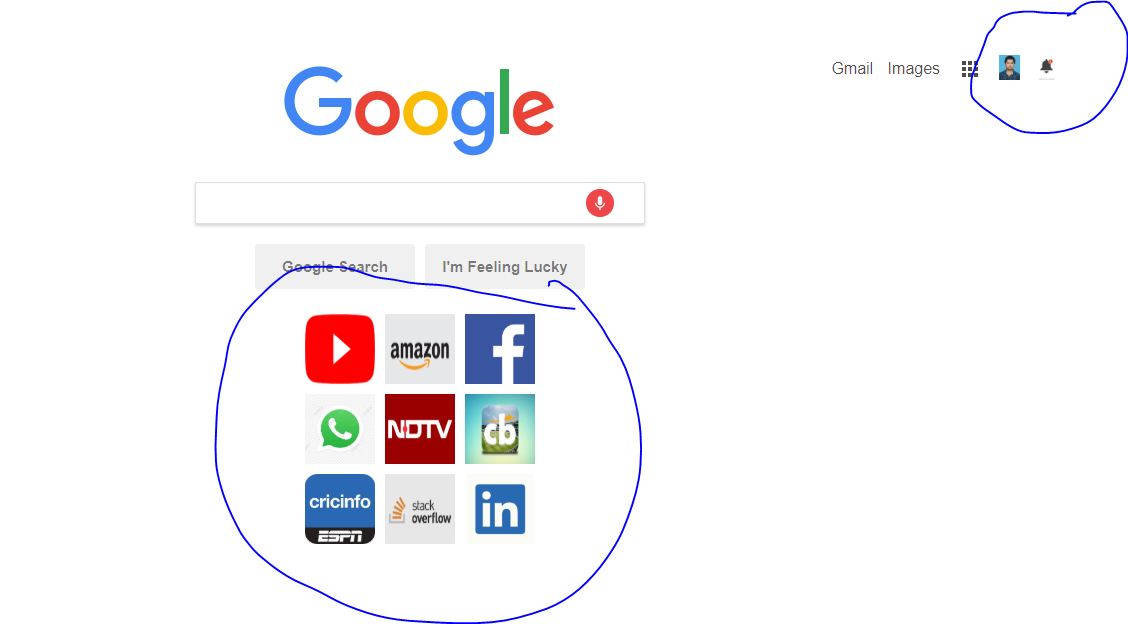 Gmail Images
Google
Google Search I'm Feeling Lucky
amazon f
NDTV cb
cricinfo
ESPN
stack
overflow
in